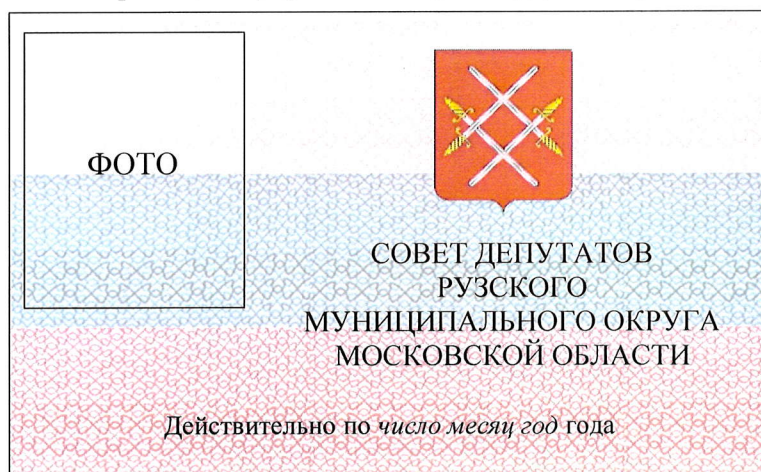 ФОТО
СОВЕТ ДЕПУТАТОВ
РУЗСКОГО
МУНИЦИПАЛЬНОГО ОКРУГА
МОСКОВСКОЙ ОБЛАСТИ
Действительно по число месяц год года